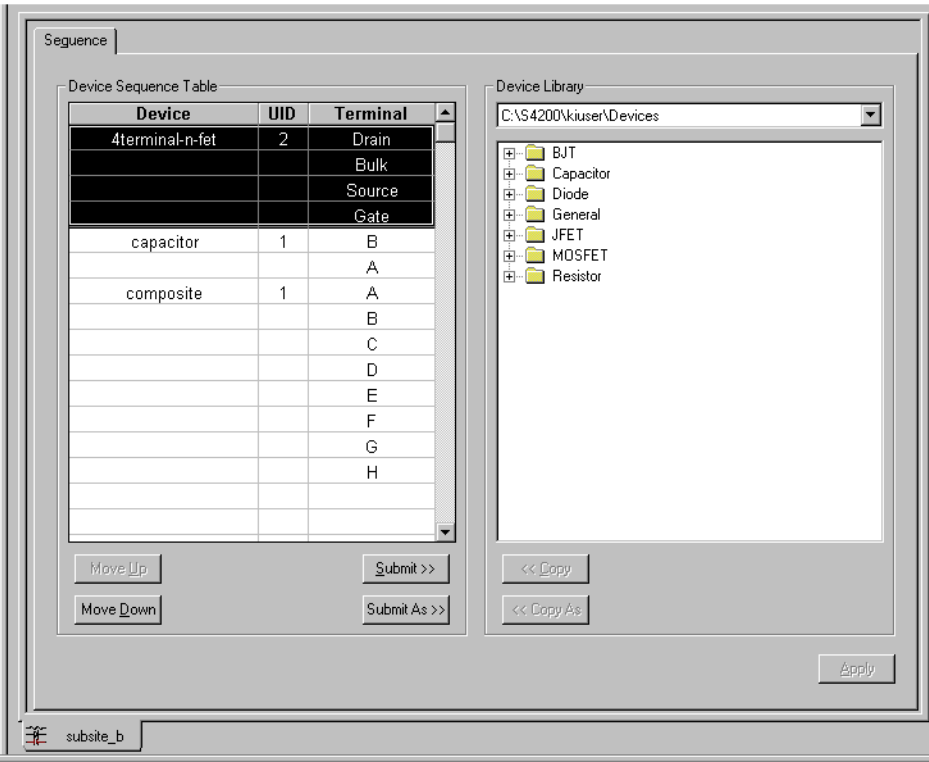 Sequence
Device Sequence Table
Device UID Terminal
4terminal-n-fet 2 Drain
Bulk
Source
Gate
capacitor 1 B
A
composite 1 A
B
C
D
E
F
G
H
Move Up Submit >>
Move Down Submit As >>
Device Library
C:\S4200\kiuser\Devices
BJT
Capacitor
Diode
General
JFET
MOSFET
Resistor
<< Copy
<< Copy As
Apply
subsite_b